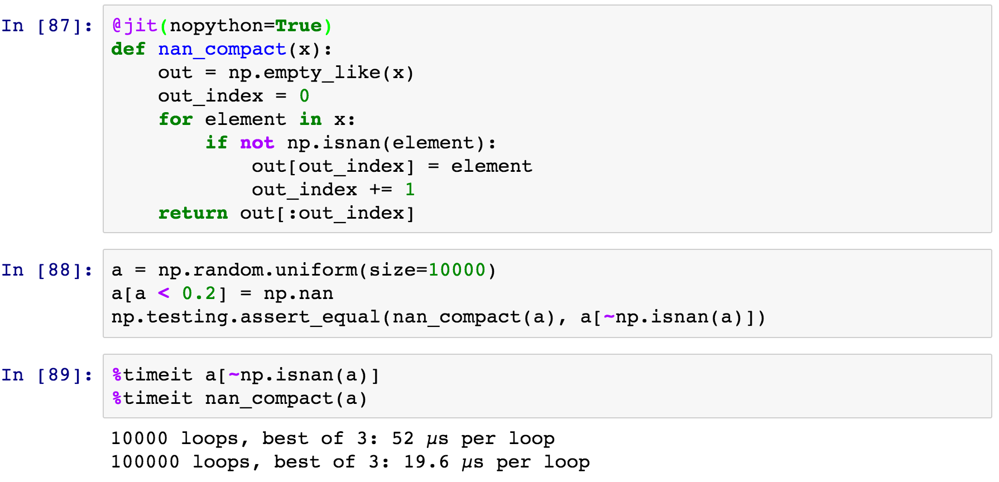 In [87]: @jit(nopython=True)
def nan_compact(x):
    out = np.empty_like(x)
    out_index = 0
    for element in x:
        if not np.isnan(element):
            out[out_index] = element
            out_index += 1
    return out[:out_index]
In [88]: a = np.random.uniform(size=10000)
a[a < 0.2] = np.nan
np.testing.assert_equal(nan_compact(a), a[~np.isnan(a)])
In [89]: %timeit a[~np.isnan(a)]
%timeit nan_compact(a)
10000 loops, best of 3: 52 µs per loop
100000 loops, best of 3: 19.6 µs per loop